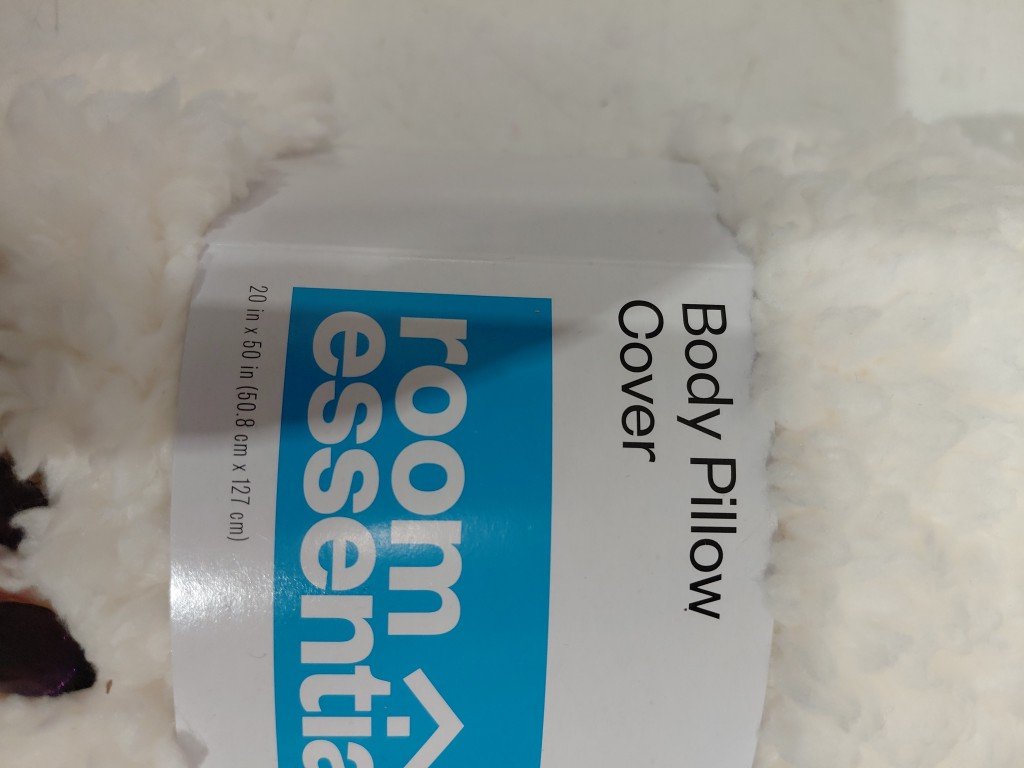 Body Pillow
Cover
room
essentia
20 in x 50 in (50.8 cm x 127 cm)